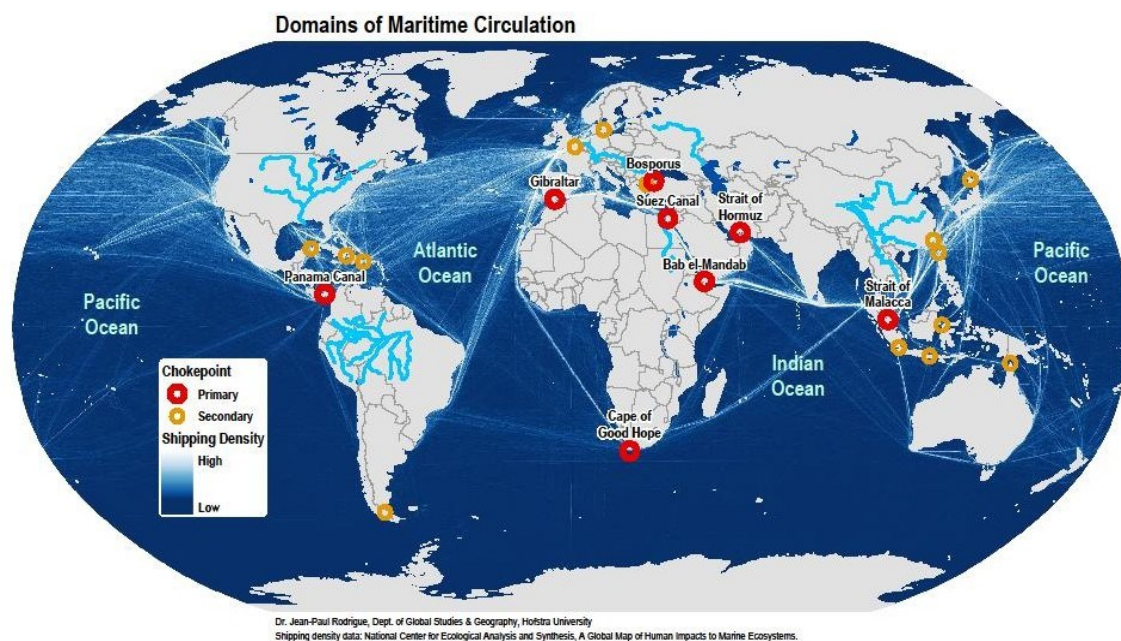 Domains of Maritime Circulation
Bosporus
Gibraltar
Suez Canal
Strait of
Hormuz
Atlantic
Ocean
Pacific
Ocean
Bab el-Mandab
Panama Canal
Pacific
Ocean
Strait of
Malacca
Indian
Ocean
Chokepoint
Primary
Secondary
Shipping Density
High
Low
Cape of
Good Hope
Dr. Jean-Paul Rodrigue, Dept. of Global Studies & Geography, Hofstra University
Shipping density data: National Center for Ecological Analysis and Synthesis, A Global Map of Human Impacts to Marine Ecosystems.